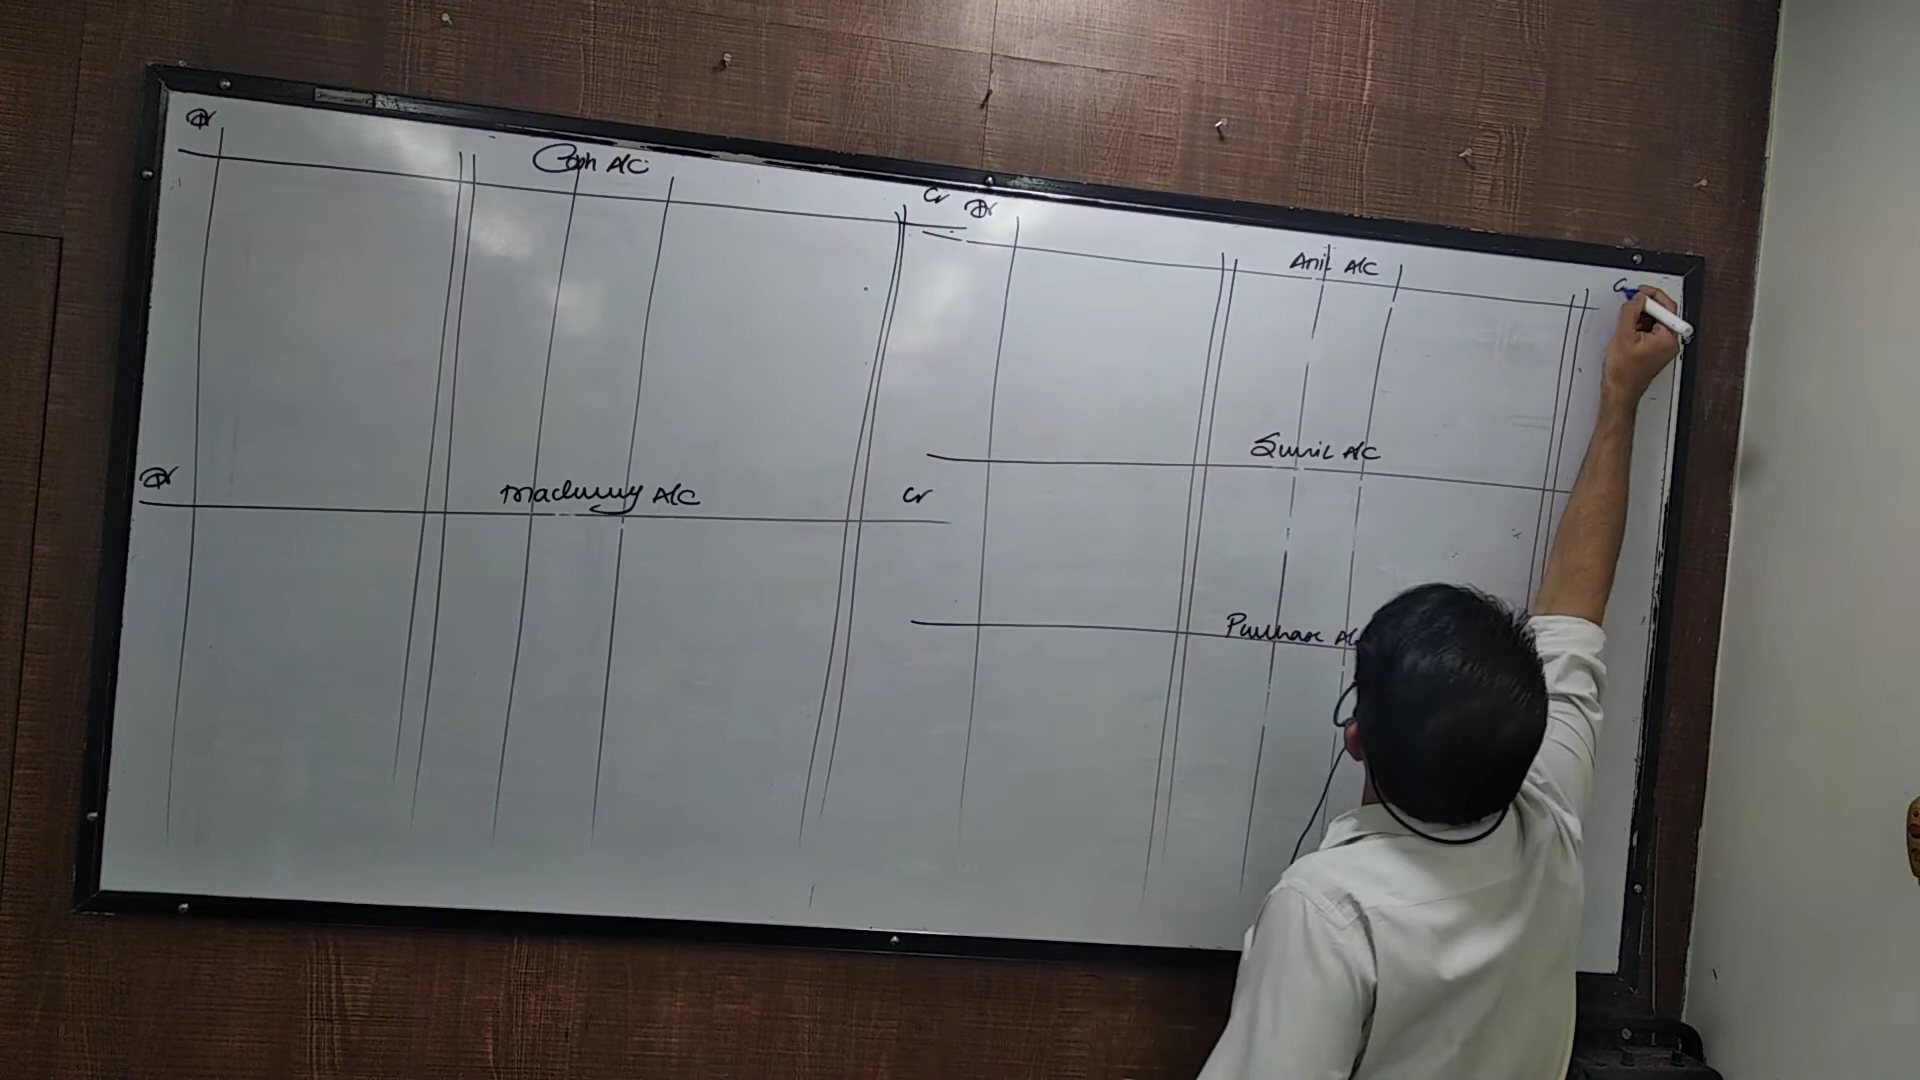 Dr Cash A/C Cr
Dr Anil A/C C
Dr Machinery A/C Cr
Sunil A/C
Purchase A/C